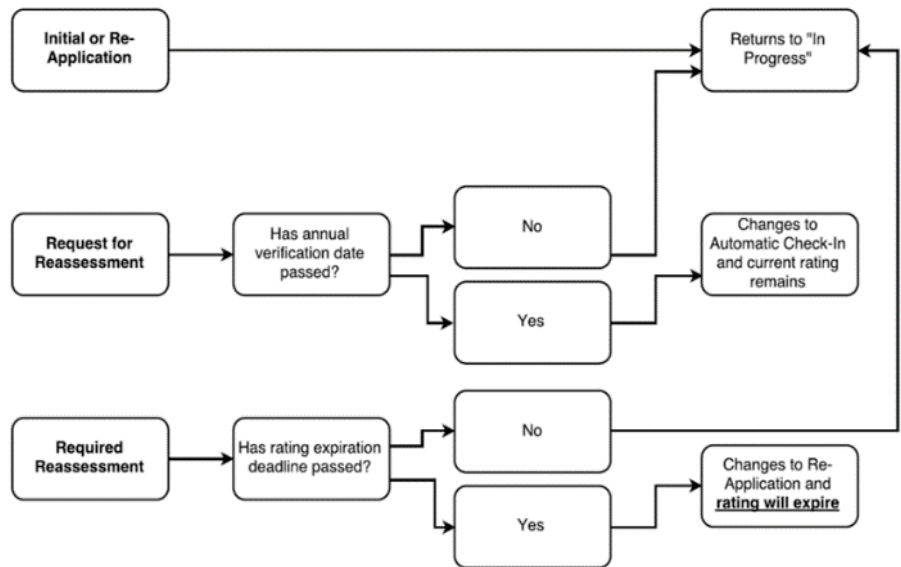 Initial or Re-
Application
Returns to "In
Progress"
Request for
Reassessment
Has annual
verification date
passed?
No
Yes
Changes to
Automatic Check-In
and current rating
remains
Required
Reassessment
Has rating expiration
deadline passed?
No
Yes
Changes to Re-
Application and
rating will expire